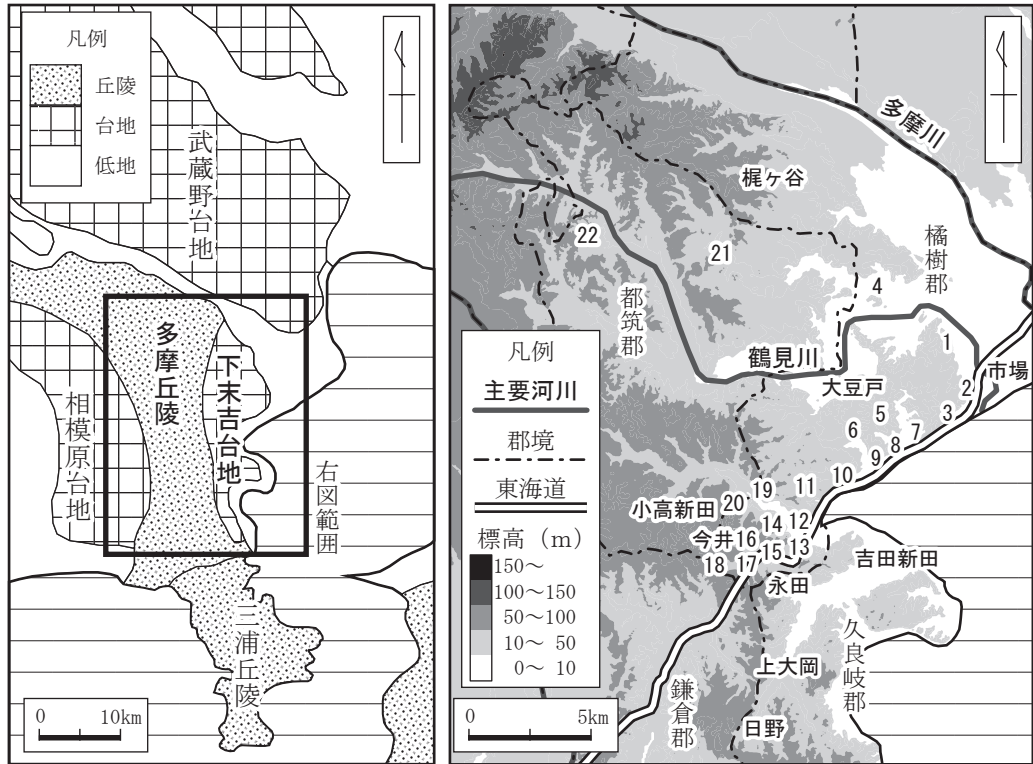 凡例
丘陵
台地
低地
武蔵野台地
多摩丘陵
下末吉台地
相模原台地
右図範囲
三浦丘陵
0 10km
多摩川
梶ヶ谷
橘樹郡
22
21
4
都筑郡
1
凡例
主要河川
郡境
東海道
標高（m）
150～
100～150
50～100
10～ 50
0～ 10
鶴見川
大豆戸
市場
2
3
5
6
7
8
9
10
11
19
20
小高新田
12
14
今井
16
13
15
吉田新田
18
17
永田
久良岐郡
上大岡
鎌倉郡
日野
0 5km